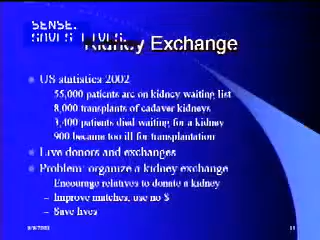 SENSE.
SAVES LIVES.
Kidney Exchange
US statistics 2002
55,000 patients are on kidney waiting list
8,000 transplants of cadaver kidneys
3,400 patients died waiting for a kidney
900 became too ill for transplantation
Live donors and exchanges
Problem: organize a kidney exchange
– Encourage relatives to donate a kidney
– Improve matches, use no $
– Save lives